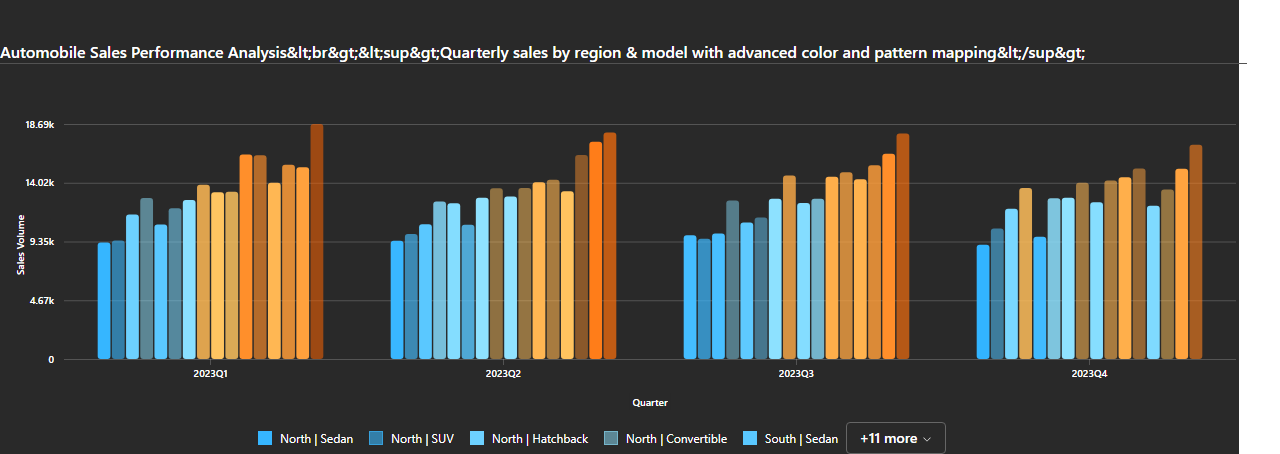 Automobile Sales Performance Analysis&lt;br&gt;&lt;sup&gt;Quarterly sales by region & model with advanced color and pattern mapping&lt;/sup&gt;
18.69k
14.02k
9.35k
4.67k
0
Sales Volume
2023Q1 2023Q2 2023Q3 2023Q4
Quarter
North | Sedan North | SUV North | Hatchback North | Convertible South | Sedan +11 more